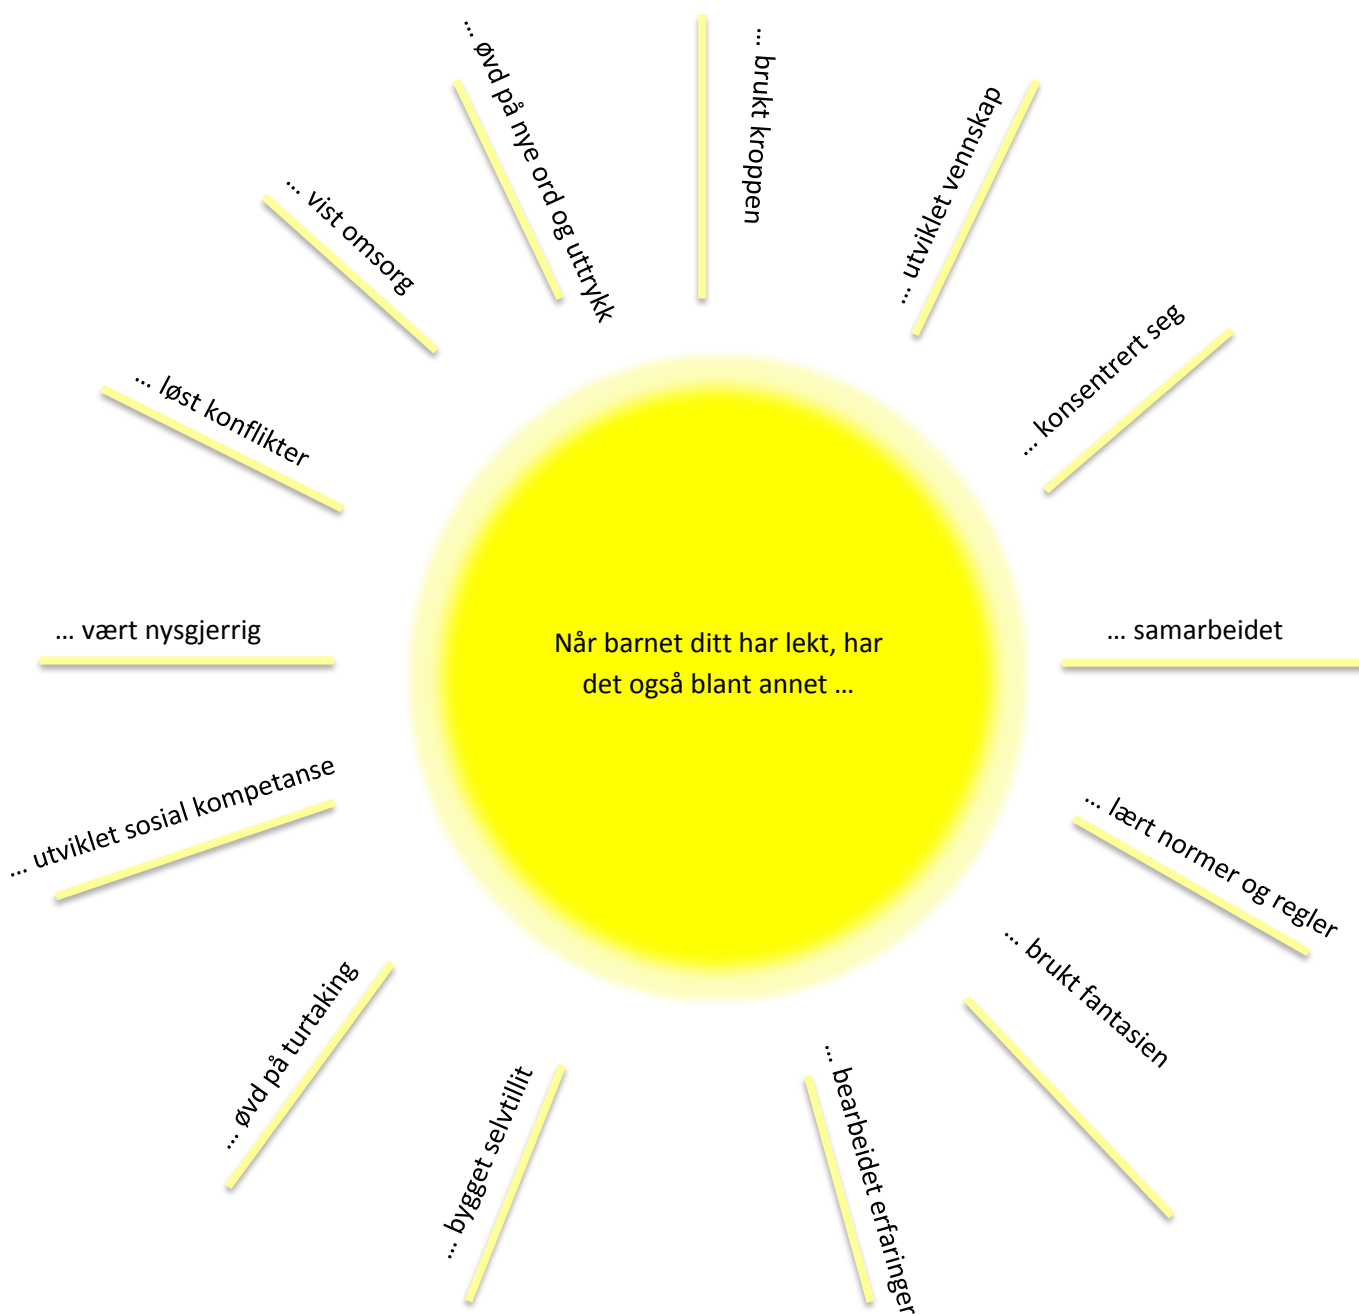 Når barnet ditt har lekt, har
det også blant annet …
… brukt kroppen
… utviklet vennskap
… konsentrert seg
… samarbeidet
… lært normer og regler
… brukt fantasien
… bearbeidet erfaringer
… bygget selvtillit
… øvd på turtaking
… utviklet sosial kompetanse
… vært nysgjerrig
… løst konflikter
… vist omsorg
… øvd på nye ord og uttrykk